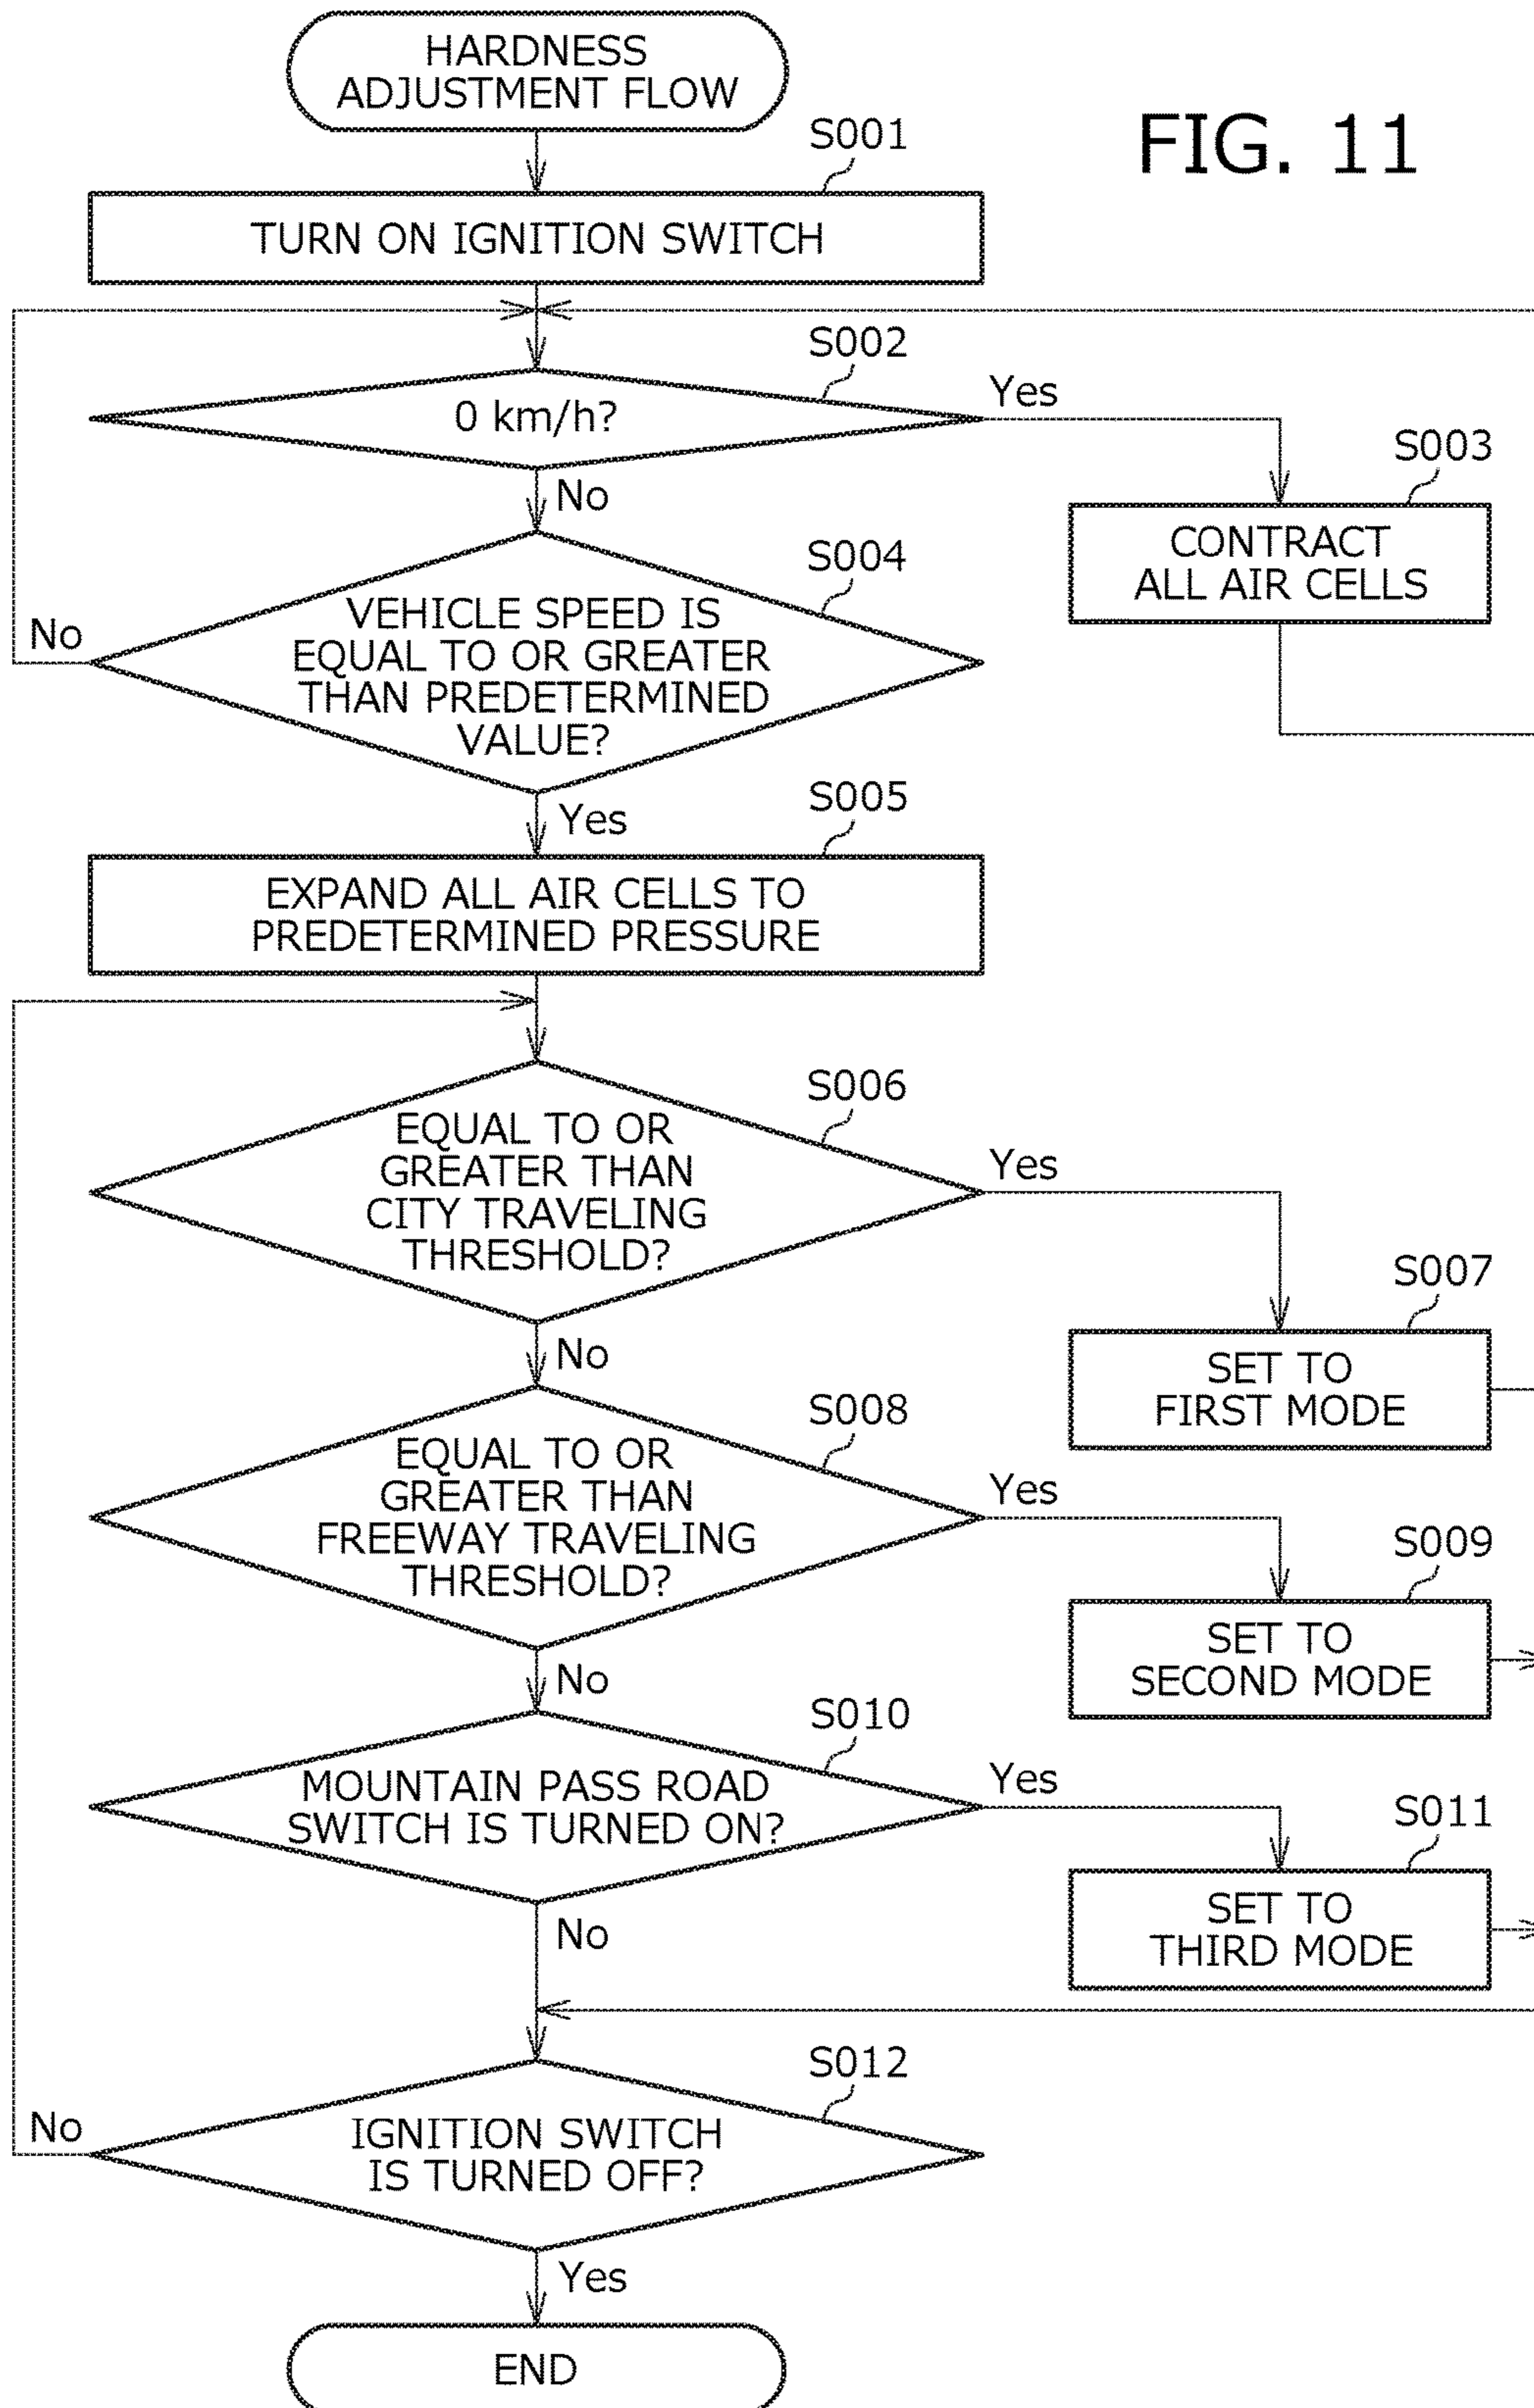 HARDNESS
ADJUSTMENT FLOW
FIG. 11
S001
TURN ON IGNITION SWITCH
S002
0 km/h?
Yes
No
S003
CONTRACT
ALL AIR CELLS
S004
VEHICLE SPEED IS
EQUAL TO OR GREATER
THAN PREDETERMINED
VALUE?
No
Yes
S005
EXPAND ALL AIR CELLS TO
PREDETERMINED PRESSURE
S006
EQUAL TO OR
GREATER THAN
CITY TRAVELING
THRESHOLD?
Yes
No
S007
SET TO
FIRST MODE
S008
EQUAL TO OR
GREATER THAN
FREEWAY TRAVELING
THRESHOLD?
Yes
No
S009
SET TO
SECOND MODE
S010
MOUNTAIN PASS ROAD
SWITCH IS TURNED ON?
Yes
No
S011
SET TO
THIRD MODE
S012
IGNITION SWITCH
IS TURNED OFF?
No
Yes
END